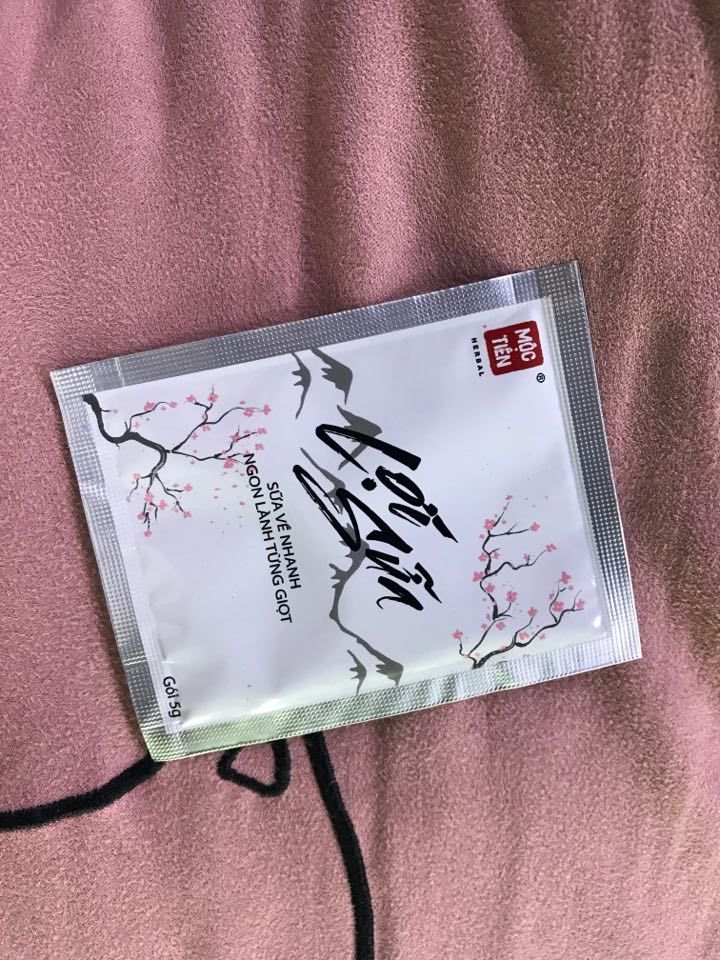 MỘC
TIÊN
®
HERBAL
Lợi
Sữa
SỮA VỀ NHANH
NGON LÀNH TỪNG GIỌT
Gói 5g